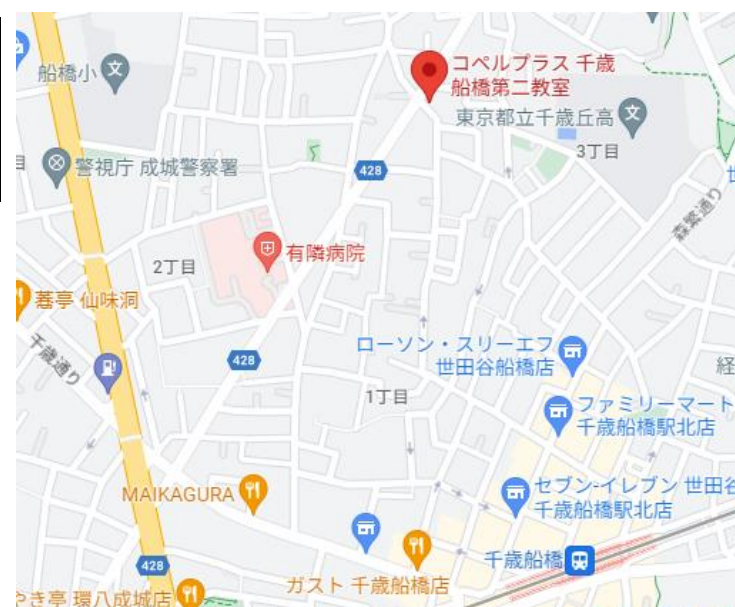 コペルプラス 千歳
船橋第二教室
船橋小
東京都立千歳丘高
3丁目
警視庁 成城警察署
428
森繁通り
有隣病院
2丁目
仙味洞
千歳通り
428
ローソン・スリーエフ
世田谷船橋店
経
1丁目
ファミリーマート
千歳船橋駅北店
MAIKAGURA
セブン-イレブン 世田谷
千歳船橋駅北店
千歳船橋
428
ガスト 千歳船橋店
やき亭 環八成城店